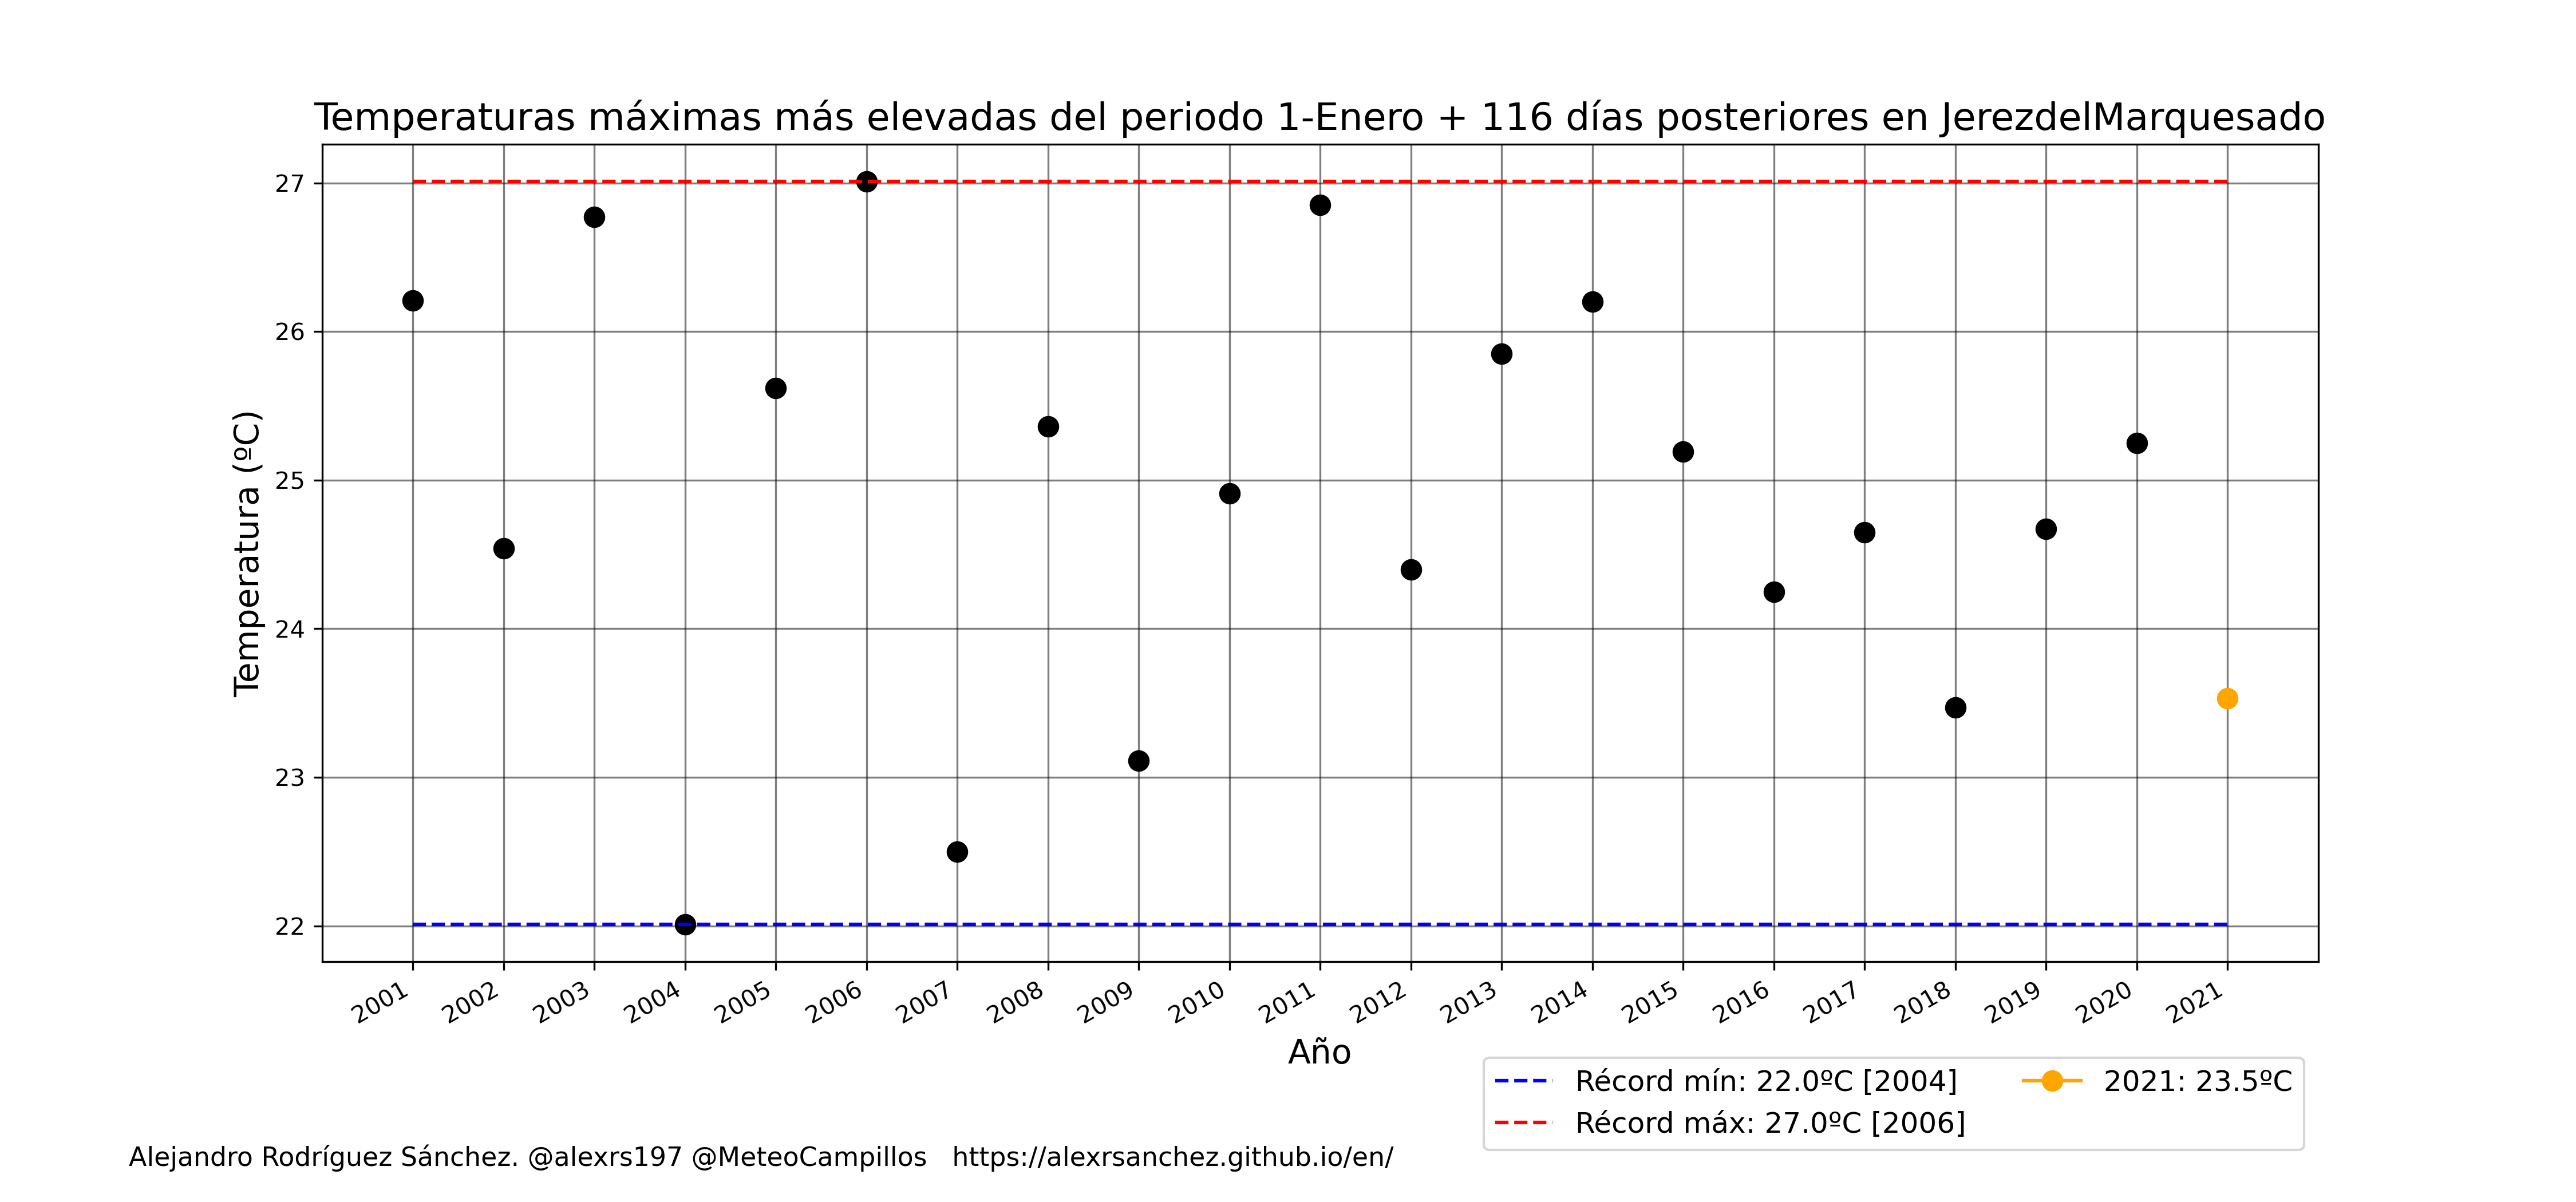 Temperaturas máximas más elevadas del periodo 1-Enero + 116 días posteriores en JerezdelMarquesado
Temperatura (ºC)
27
26
25
24
23
22
2001 2002 2003 2004 2005 2006 2007 2008 2009 2010 2011 2012 2013 2014 2015 2016 2017 2018 2019 2020 2021
Año
Récord mín: 22.0ºC [2004]
Récord máx: 27.0ºC [2006]
2021: 23.5ºC
Alejandro Rodríguez Sánchez. @alexrs197 @MeteoCampillos https://alexrsanchez.github.io/en/